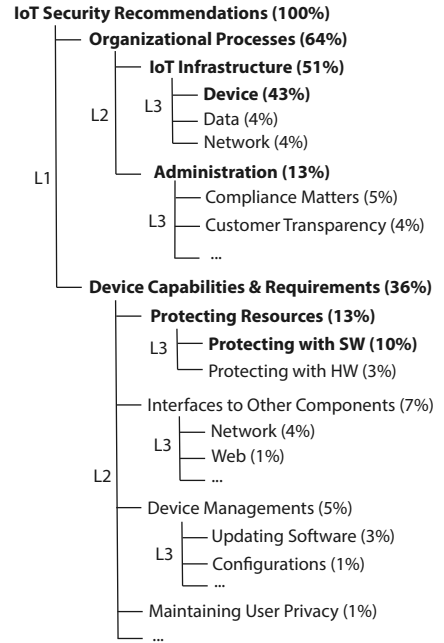 IoT Security Recommendations (100%)
Organizational Processes (64%)
IoT Infrastructure (51%)
Device (43%)
L3
Data (4%)
L2
Network (4%)
Administration (13%)
L1
Compliance Matters (5%)
L3
Customer Transparency (4%)
...
Device Capabilities & Requirements (36%)
Protecting Resources (13%)
L3
Protecting with SW (10%)
Protecting with HW (3%)
Interfaces to Other Components (7%)
Network (4%)
L3
Web (1%)
L2
...
Device Managements (5%)
Updating Software (3%)
L3
Configurations (1%)
...
Maintaining User Privacy (1%)
...